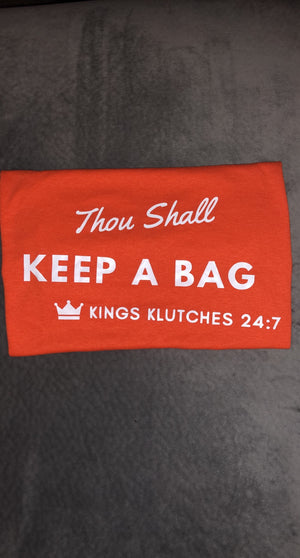 Thou Shall
KEEP A BAG
KINGS KLUTCHES 24:7